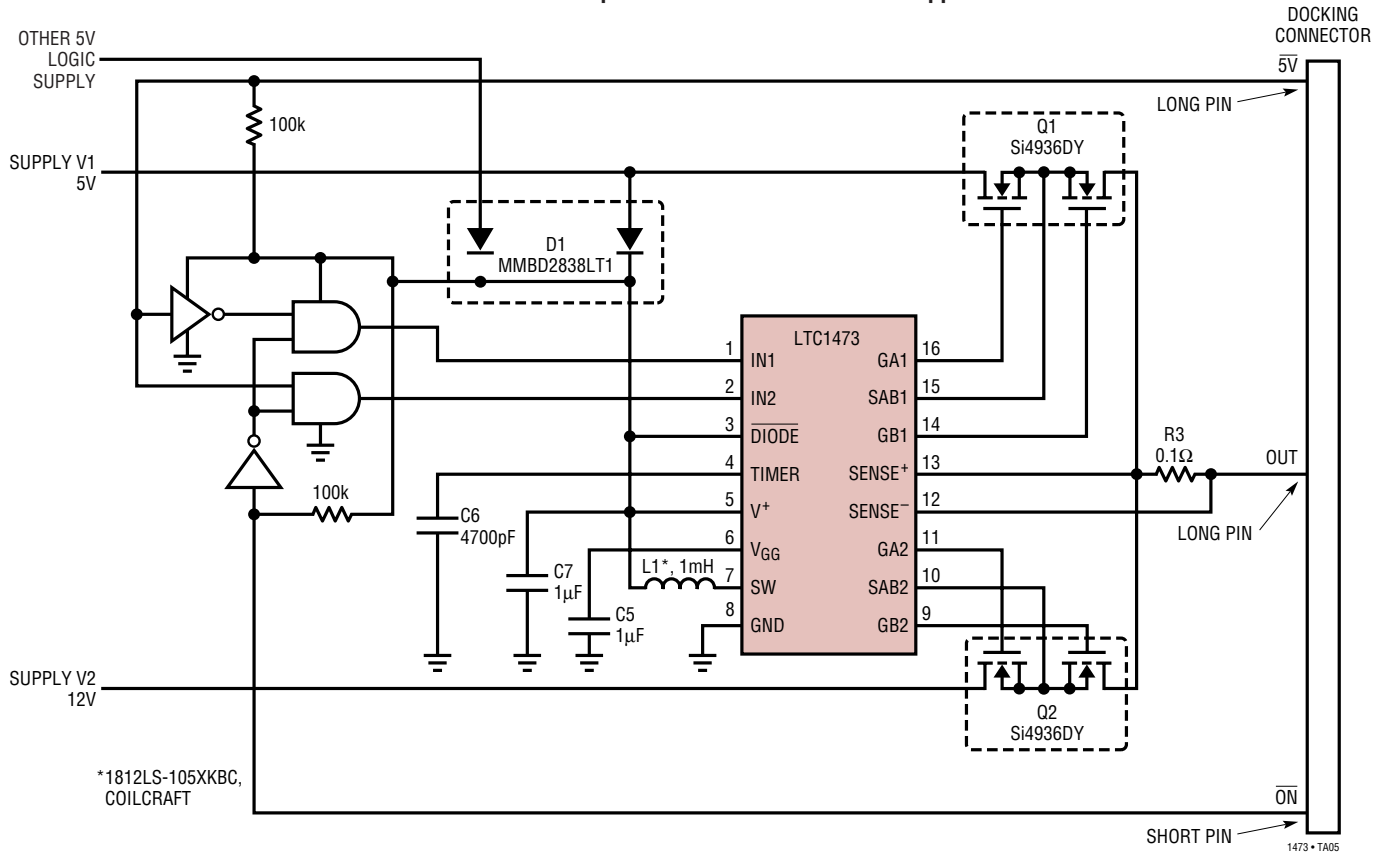 DOCKING
CONNECTOR
OTHER 5V
LOGIC
SUPPLY
5V
LONG PIN
100k
Q1
Si4936DY
SUPPLY V1
5V
D1
MMBD2838LT1
LTC1473
1 IN1 GA1 16
2 IN2 SAB1 15
3 DIODE GB1 14
4 TIMER SENSE+ 13
5 V+ SENSE− 12
6 VGG GA2 11
7 SW SAB2 10
8 GND GB2 9
R3
0.1Ω
OUT
LONG PIN
100k
C6
4700pF
C7
1µF
C5
1µF
L1*, 1mH
SUPPLY V2
12V
Q2
Si4936DY
*1812LS-105XKBC,
COILCRAFT
ON
SHORT PIN
1473 • TA05